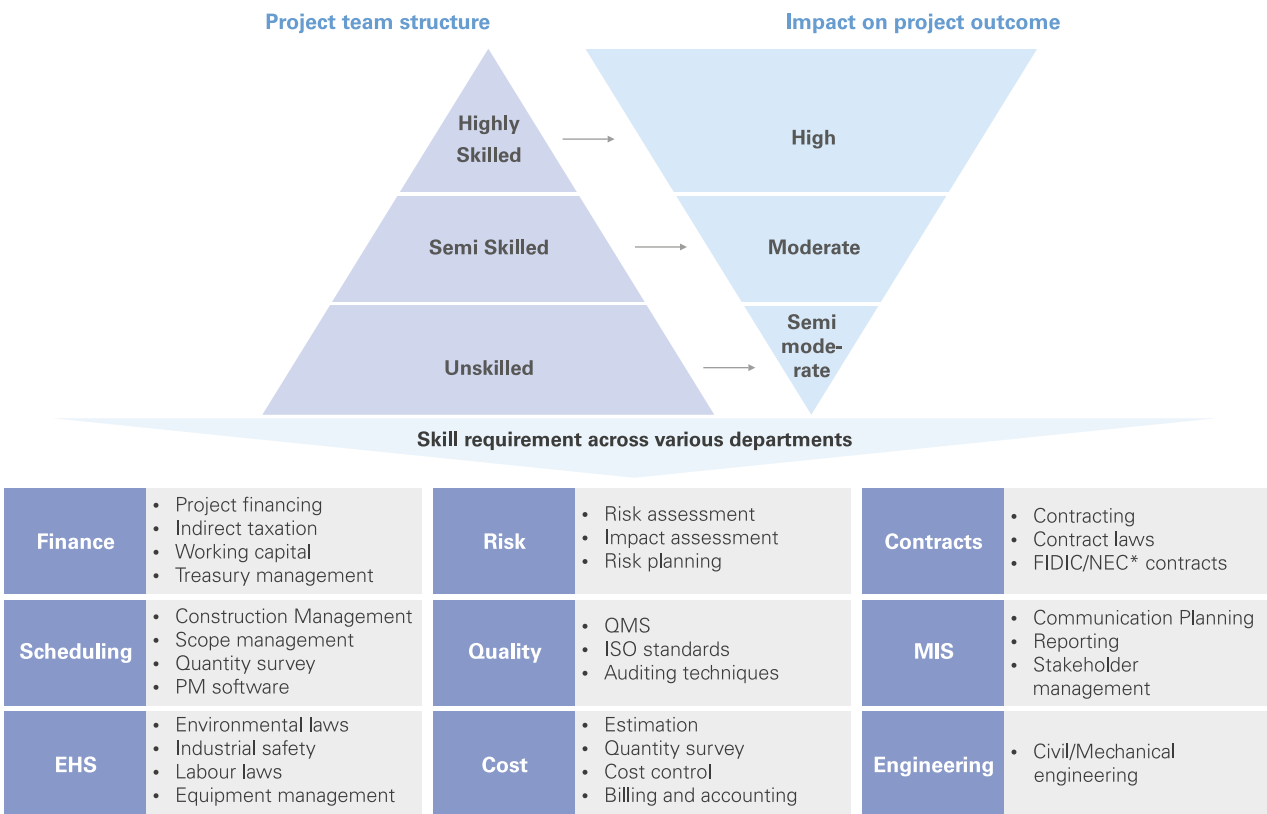 Project team structure
Impact on project outcome
Highly
Skilled
High
Semi Skilled
Moderate
Unskilled
Semi
mode-
rate
Skill requirement across various departments
Finance
• Project financing
• Indirect taxation
• Working capital
• Treasury management
Risk
• Risk assessment
• Impact assessment
• Risk planning
Contracts
• Contracting
• Contract laws
• FIDIC/NEC* contracts
Scheduling
• Construction Management
• Scope management
• Quantity survey
• PM software
Quality
• QMS
• ISO standards
• Auditing techniques
MIS
• Communication Planning
• Reporting
• Stakeholder
management
EHS
• Environmental laws
• Industrial safety
• Labour laws
• Equipment management
Cost
• Estimation
• Quantity survey
• Cost control
• Billing and accounting
Engineering
• Civil/Mechanical
engineering